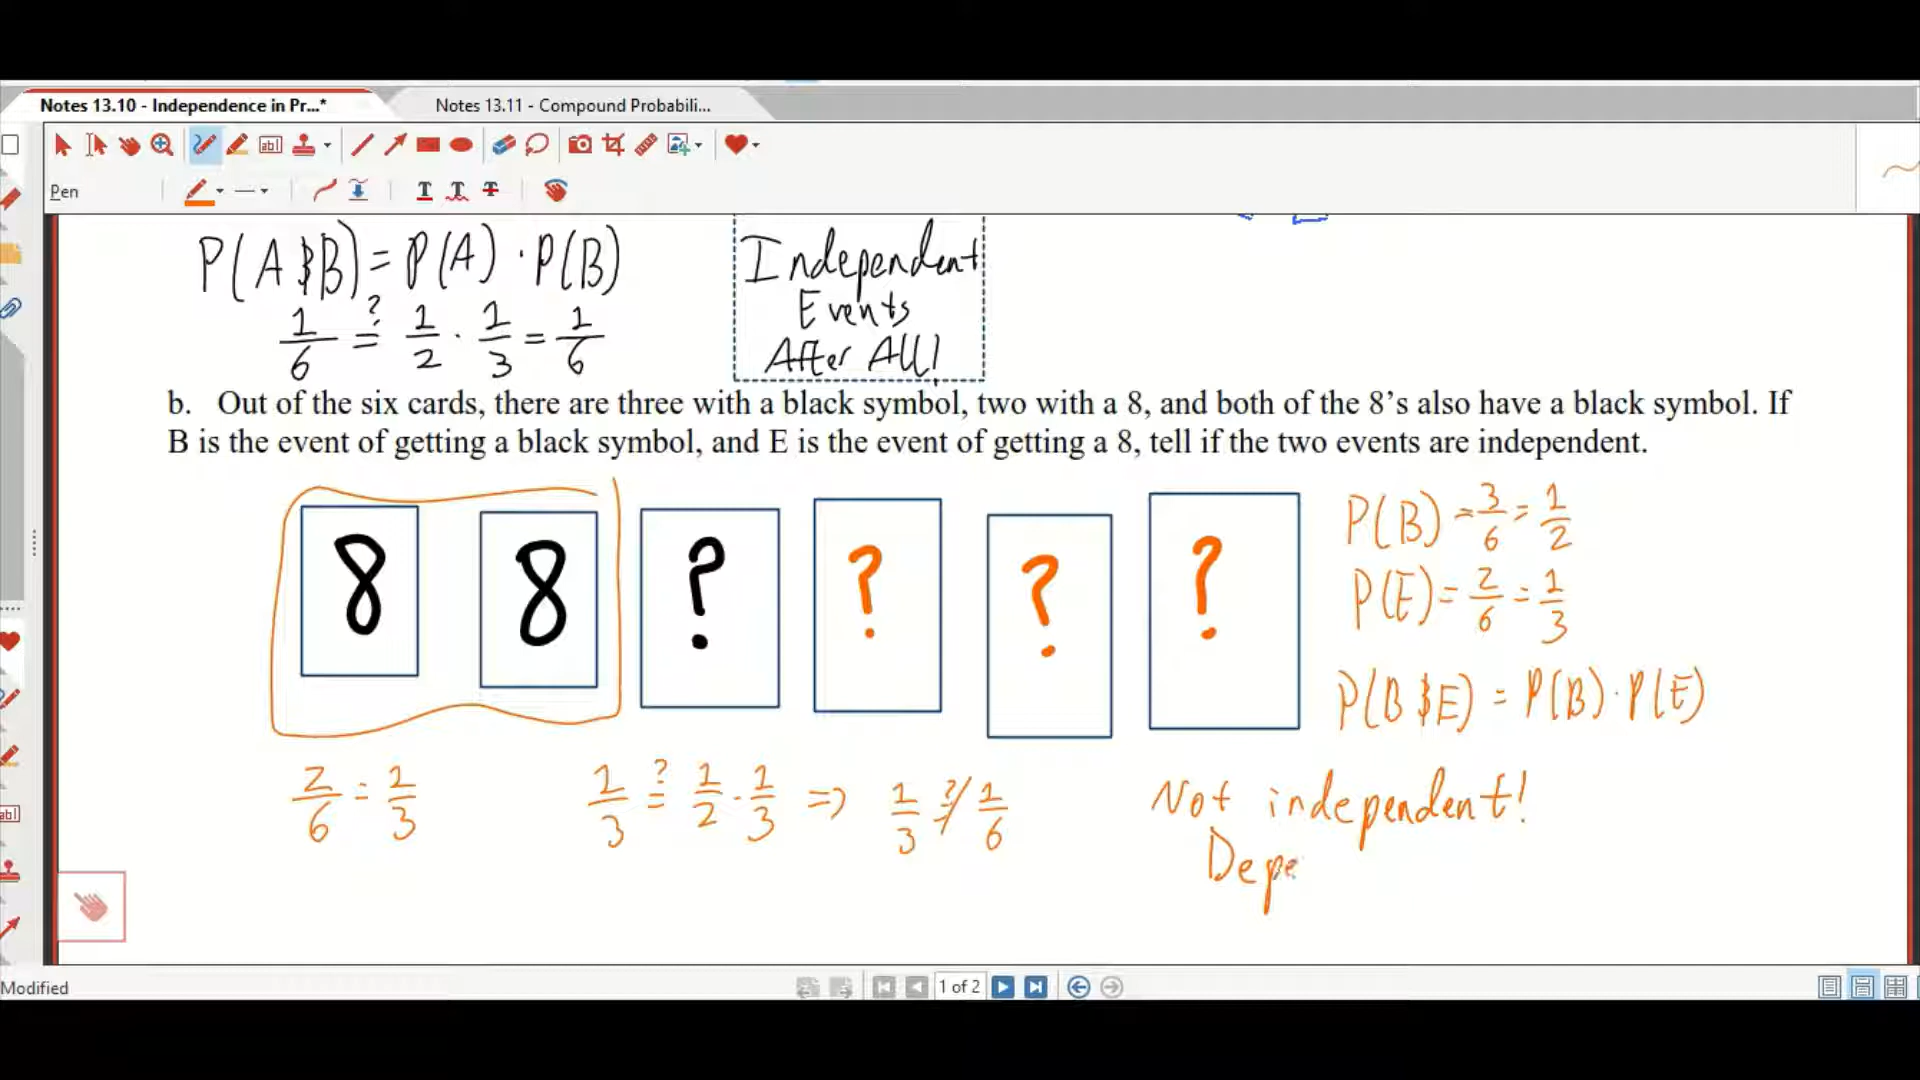 Notes 13.10 - Independence in Pr...* Notes 13.11 - Compound Probabili...
Pen
P(A & B) = P(A) · P(B)
1/6 ?= 1/2 · 1/3 = 1/6
Independent
Events
After All!
b. Out of the six cards, there are three with a black symbol, two with a 8, and both of the 8's also have a black symbol. If
B is the event of getting a black symbol, and E is the event of getting a 8, tell if the two events are independent.
8 8 ? ? ? ?
P(B) = 3/6 = 1/2
P(E) = 2/6 = 1/3
P(B & E) = P(B) · P(E)
2/6 = 1/3
1/3 ?= 1/2 · 1/3 => 1/3 ?≠ 1/6
Not independent!
Depe
Modified
1 of 2